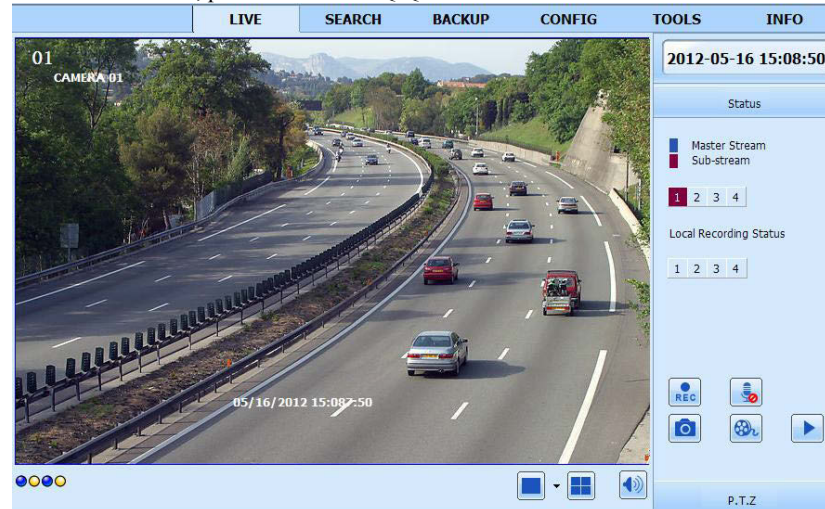 LIVE SEARCH BACKUP CONFIG TOOLS INFO
01
CAMERA 01
05/16/2012 15:08?:50
2012-05-16 15:08:50
Status
Master Stream
Sub-stream
1 2 3 4
Local Recording Status
1 2 3 4
REC
P.T.Z